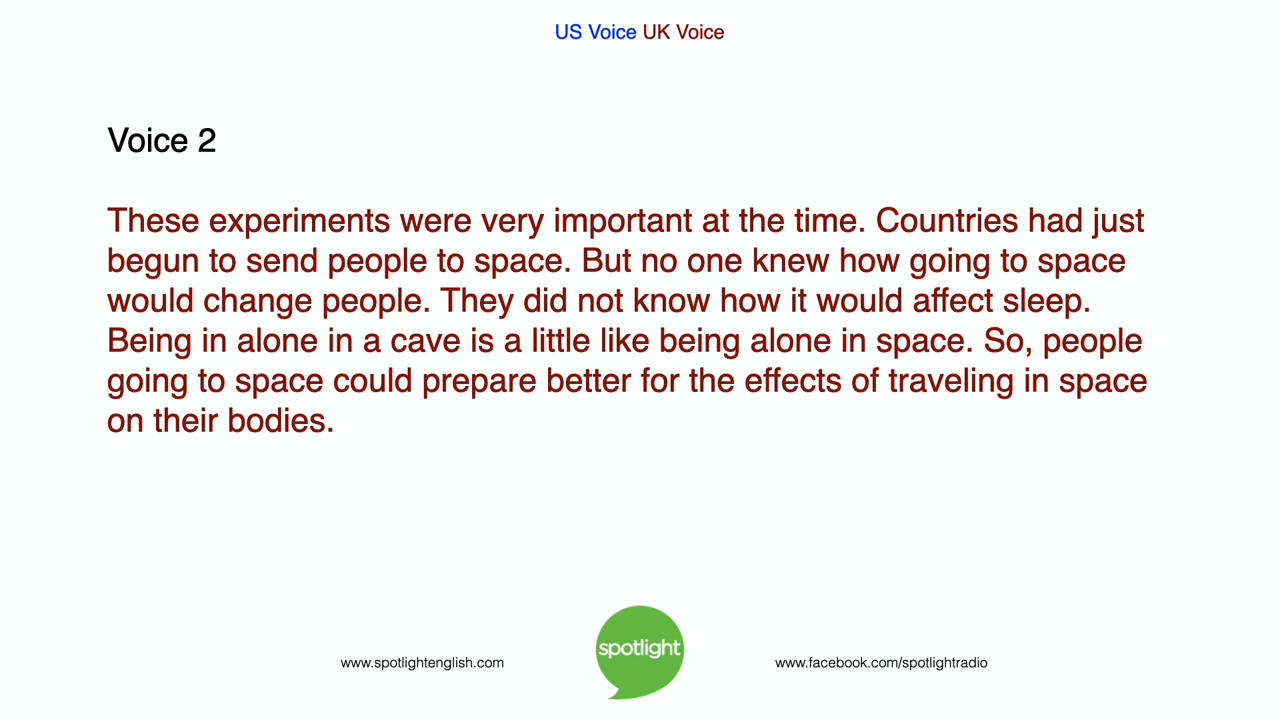 US Voice UK Voice
Voice 2
These experiments were very important at the time. Countries had just
begun to send people to space. But no one knew how going to space
would change people. They did not know how it would affect sleep.
Being in alone in a cave is a little like being alone in space. So, people
going to space could prepare better for the effects of traveling in space
on their bodies.
www.spotlightenglish.com
spotlight
www.facebook.com/spotlightradio